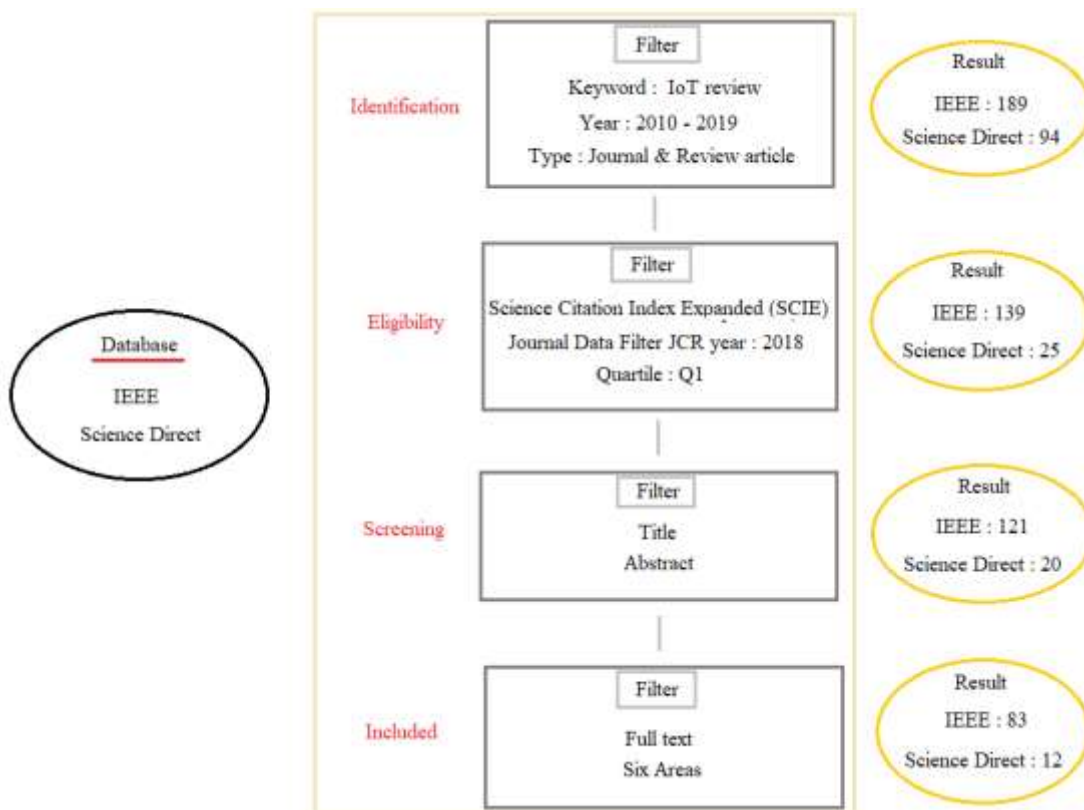 Database
IEEE
Science Direct
Identification
Filter
Keyword : IoT review
Year : 2010 - 2019
Type : Journal & Review article
Result
IEEE : 189
Science Direct : 94
Eligibility
Filter
Science Citation Index Expanded (SCIE)
Journal Data Filter JCR year : 2018
Quartile : Q1
Result
IEEE : 139
Science Direct : 25
Screening
Filter
Title
Abstract
Result
IEEE : 121
Science Direct : 20
Included
Filter
Full text
Six Areas
Result
IEEE : 83
Science Direct : 12